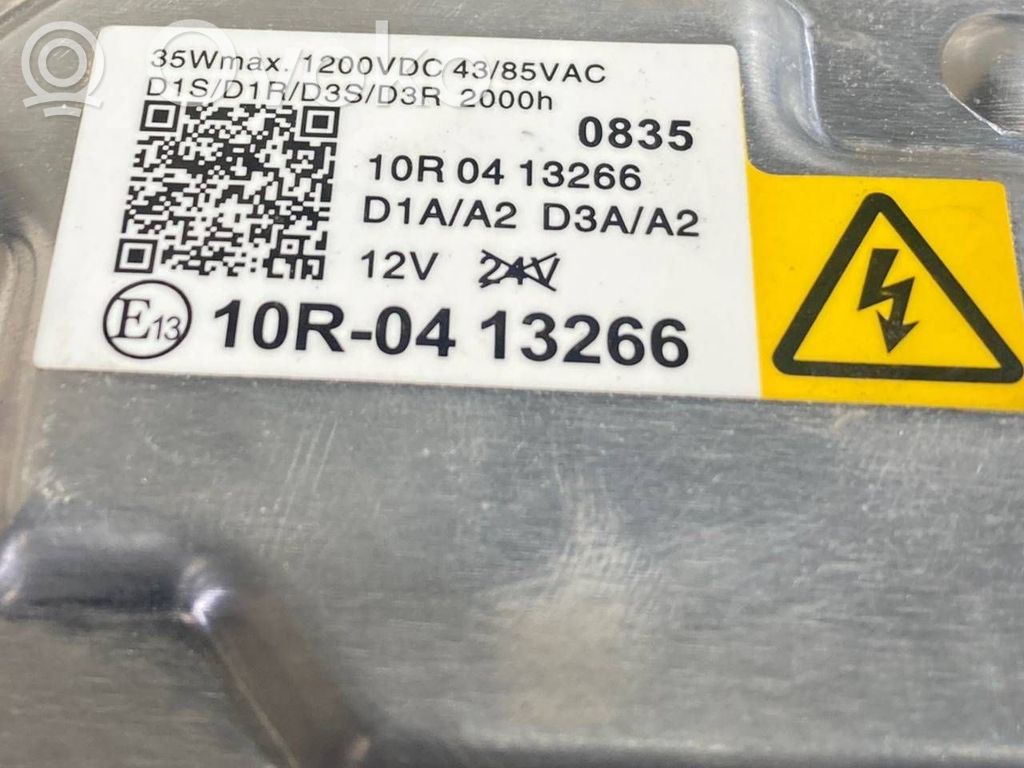 Ovoko
35Wmax. 1200VDC 43/85VAC
D1S/D1R/D3S/D3R 2000h
0835
10R 04 13266
D1A/A2 D3A/A2
12V 24V
E13 10R-04 13266